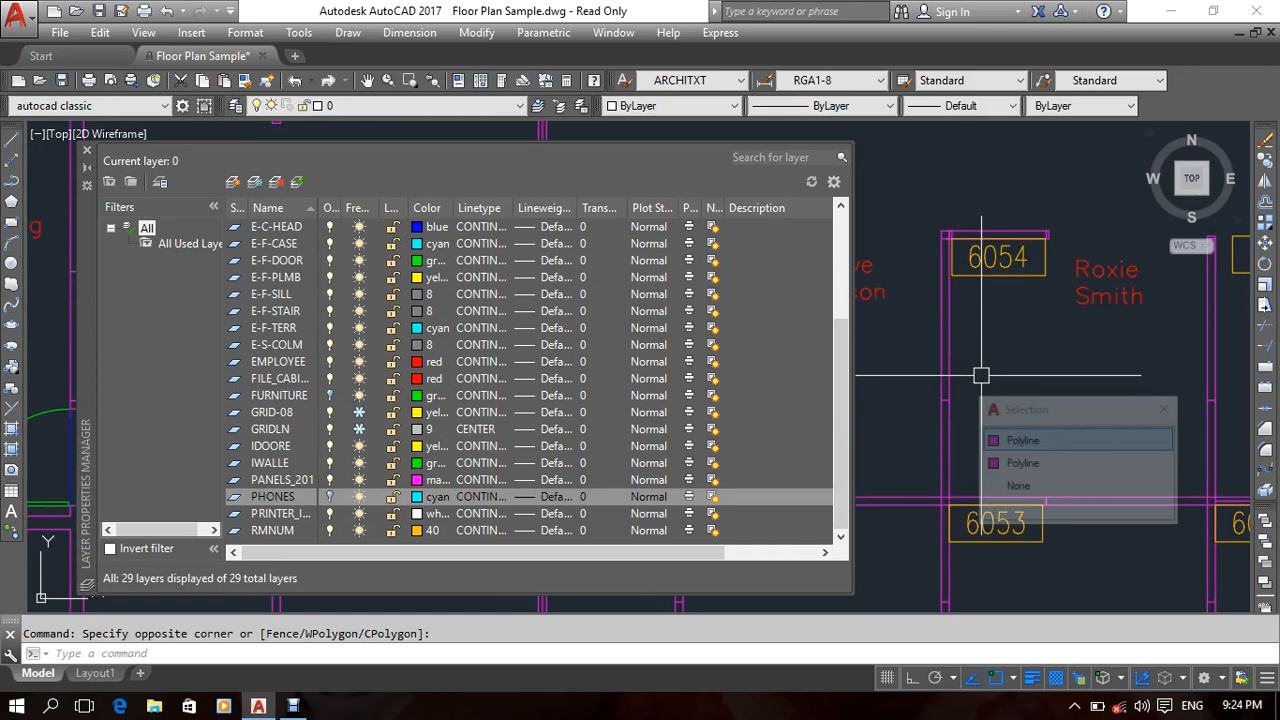 Autodesk AutoCAD 2017 Floor Plan Sample.dwg - Read Only
Type a keyword or phrase
Sign In
File Edit View Insert Format Tools Draw Dimension Modify Parametric Window Help Express
Start
Floor Plan Sample*
ARCHITXT
RGA1-8
Standard
Standard
autocad classic
0
ByLayer
ByLayer
Default
ByLayer
[−][Top][2D Wireframe]
Current layer: 0
Search for layer
Filters
S... Name O... Fre... L... Color Linetype Lineweig... Trans... Plot St... P... N... Description
All
All Used Laye
E-C-HEAD blue CONTIN... Defa... 0 Normal
E-F-CASE cyan CONTIN... Defa... 0 Normal
E-F-DOOR gr... CONTIN... Defa... 0 Normal
E-F-PLMB yel... CONTIN... Defa... 0 Normal
E-F-SILL 8 CONTIN... Defa... 0 Normal
E-F-STAIR 8 CONTIN... Defa... 0 Normal
E-F-TERR cyan CONTIN... Defa... 0 Normal
E-S-COLM 8 CONTIN... Defa... 0 Normal
EMPLOYEE red CONTIN... Defa... 0 Normal
FILE_CABI... red CONTIN... Defa... 0 Normal
FURNITURE gr... CONTIN... Defa... 0 Normal
GRID-08 yel... CONTIN... Defa... 0 Normal
GRIDLN 9 CENTER Defa... 0 Normal
IDOORE yel... CONTIN... Defa... 0 Normal
IWALLE gr... CONTIN... Defa... 0 Normal
PANELS_201 ma... CONTIN... Defa... 0 Normal
PHONES cyan CONTIN... Defa... 0 Normal
PRINTER_I... wh... CONTIN... Defa... 0 Normal
RMNUM 40 CONTIN... Defa... 0 Normal
Invert filter
All: 29 layers displayed of 29 total layers
LAYER PROPERTIES MANAGER
g
ve
on
6054
Roxie
Smith
6053
60
N
W TOP E
S
WCS
Selection
Polyline
Polyline
None
Y
Command: Specify opposite corner or [Fence/WPolygon/CPolygon]:
Type a command
Model Layout1
ENG 9:24 PM